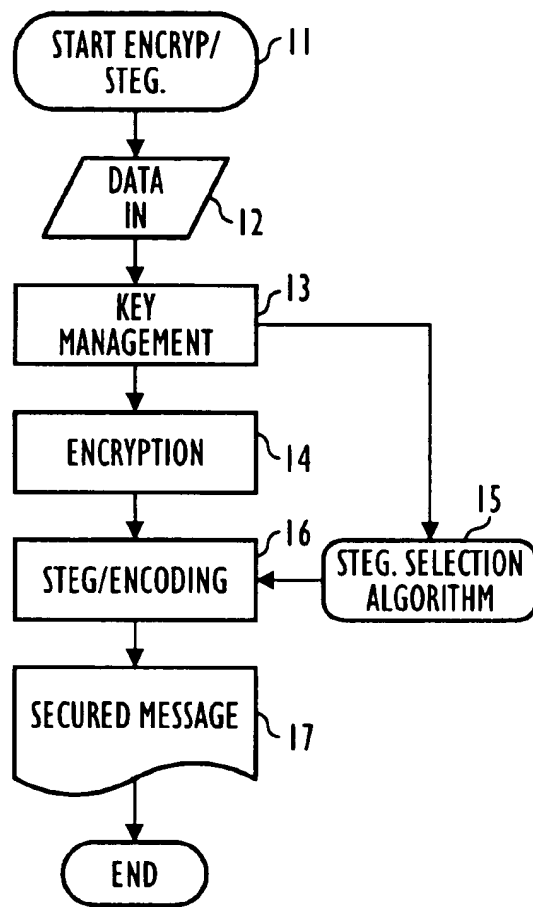 START ENCRYP/
STEG.
11
DATA
IN
12
KEY
MANAGEMENT
13
ENCRYPTION
14
STEG/ENCODING
16
STEG. SELECTION
ALGORITHM
15
SECURED MESSAGE
17
END